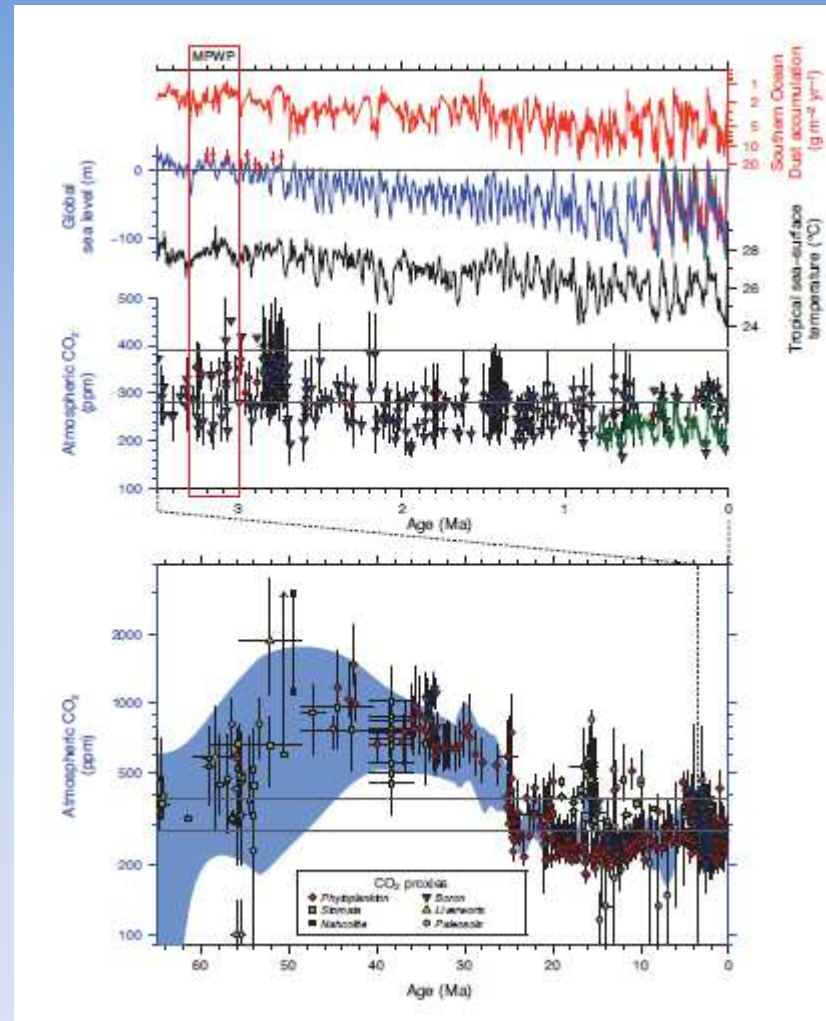 MPWP
Southern Ocean
Dust accumulation
(g m−2 yr−1)
1
2
5
10
20
Global
sea level (m)
0
−100
Tropical sea-surface
temperature (°C)
28
26
24
Atmospheric CO2
(ppm)
500
400
300
200
100
3
2
1
0
Age (Ma)
Atmospheric CO2
(ppm)
2000
1000
500
200
100
CO2 proxies
Phytoplankton
Boron
Stomata
Liverworts
Nahcolite
Paleosols
60
50
40
30
20
10
0
Age (Ma)